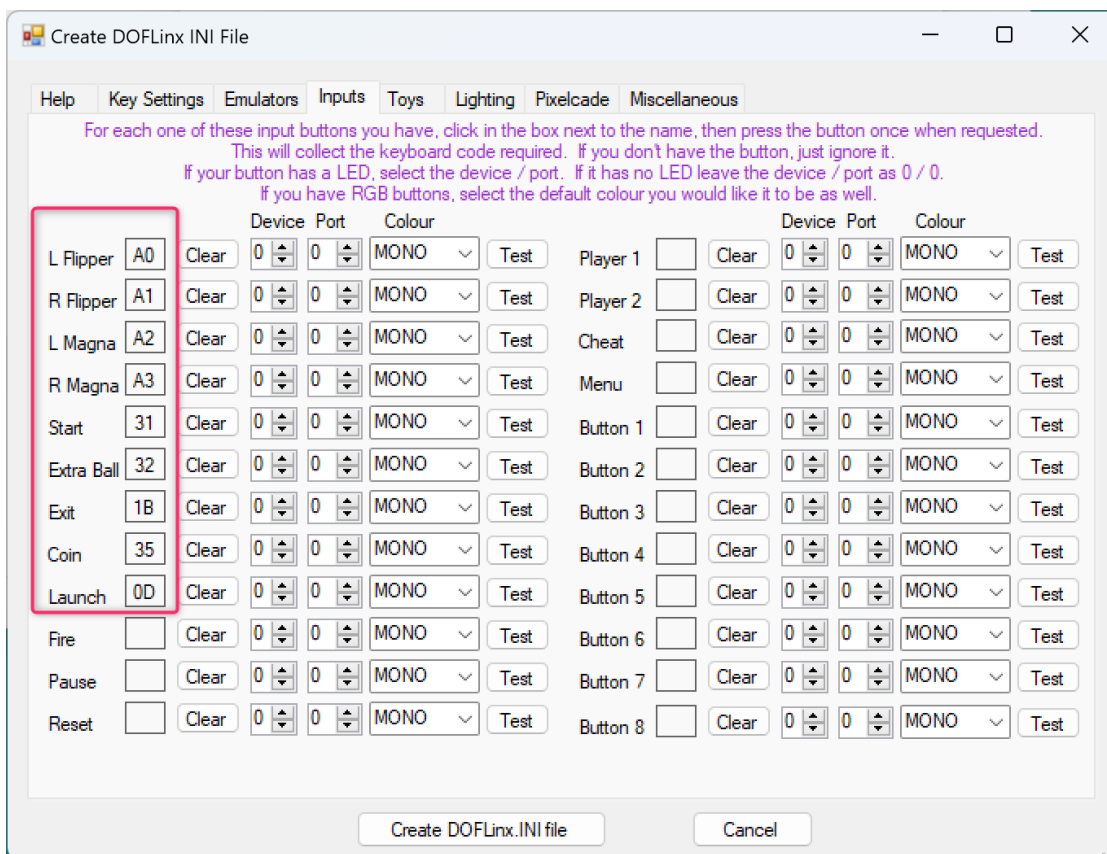 Create DOFLinx INI File
Help Key Settings Emulators Inputs Toys Lighting Pixelcade Miscellaneous
For each one of these input buttons you have, click in the box next to the name, then press the button once when requested.
This will collect the keyboard code required. If you don't have the button, just ignore it.
If your button has a LED, select the device / port. If it has no LED leave the device / port as 0 / 0.
If you have RGB buttons, select the default colour you would like it to be as well.
Device Port Colour Device Port Colour
L Flipper A0 Clear 0 0 MONO Test Player 1 Clear 0 0 MONO Test
R Flipper A1 Clear 0 0 MONO Test Player 2 Clear 0 0 MONO Test
L Magna A2 Clear 0 0 MONO Test Cheat Clear 0 0 MONO Test
R Magna A3 Clear 0 0 MONO Test Menu Clear 0 0 MONO Test
Start 31 Clear 0 0 MONO Test Button 1 Clear 0 0 MONO Test
Extra Ball 32 Clear 0 0 MONO Test Button 2 Clear 0 0 MONO Test
Exit 1B Clear 0 0 MONO Test Button 3 Clear 0 0 MONO Test
Coin 35 Clear 0 0 MONO Test Button 4 Clear 0 0 MONO Test
Launch 0D Clear 0 0 MONO Test Button 5 Clear 0 0 MONO Test
Fire Clear 0 0 MONO Test Button 6 Clear 0 0 MONO Test
Pause Clear 0 0 MONO Test Button 7 Clear 0 0 MONO Test
Reset Clear 0 0 MONO Test Button 8 Clear 0 0 MONO Test
Create DOFLinx.INI file Cancel